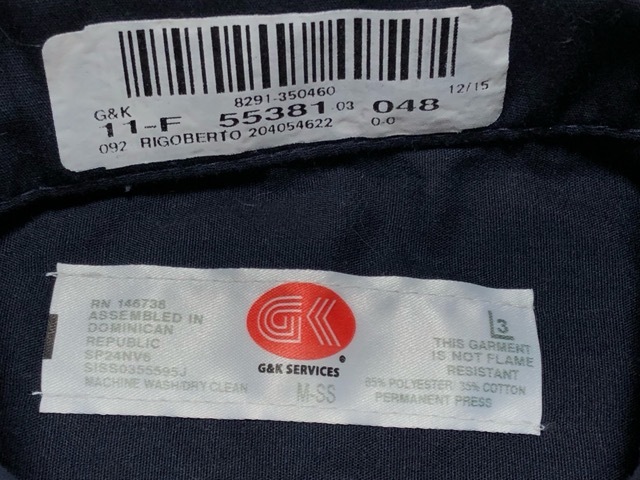 8291-350460
G&K
12/15
11-F 55381 03 048
092 RIGOBERTO 204054622 0-0
RN 146738
ASSEMBLED IN
DOMINICAN
REPUBLIC
SP24NV6
SISS0355595J
MACHINE WASH/DRY CLEAN
GK
®
G&K SERVICES
M-SS
L3
THIS GARMENT
IS NOT FLAME
RESISTANT
65% POLYESTER 35% COTTON
PERMANENT PRESS